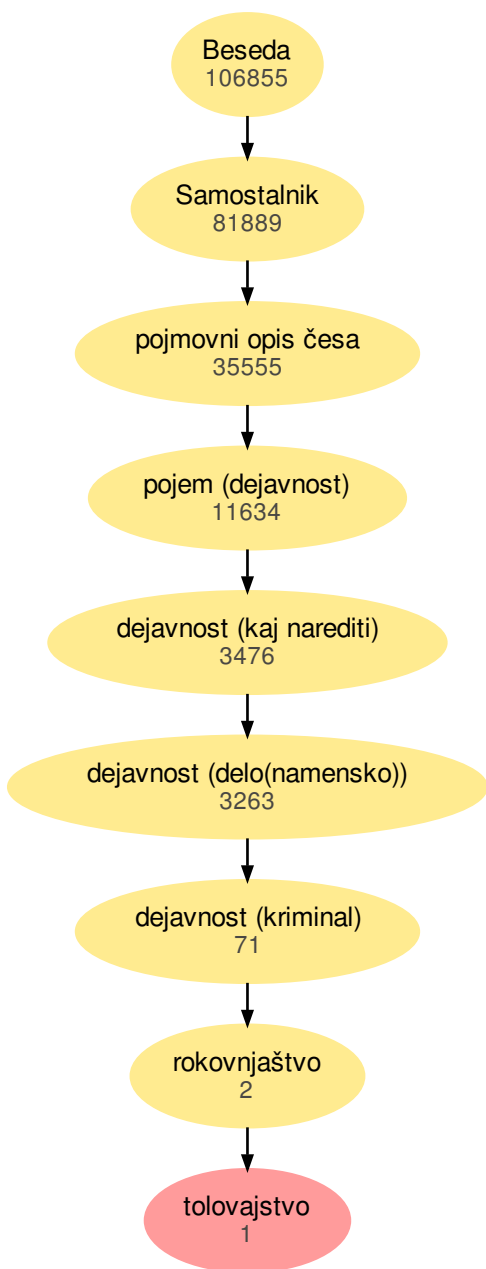 Beseda
106855
Samostalnik
81889
pojmovni opis česa
35555
pojem (dejavnost)
11634
dejavnost (kaj narediti)
3476
dejavnost (delo(namensko))
3263
dejavnost (kriminal)
71
rokovnjaštvo
2
tolovajstvo
1